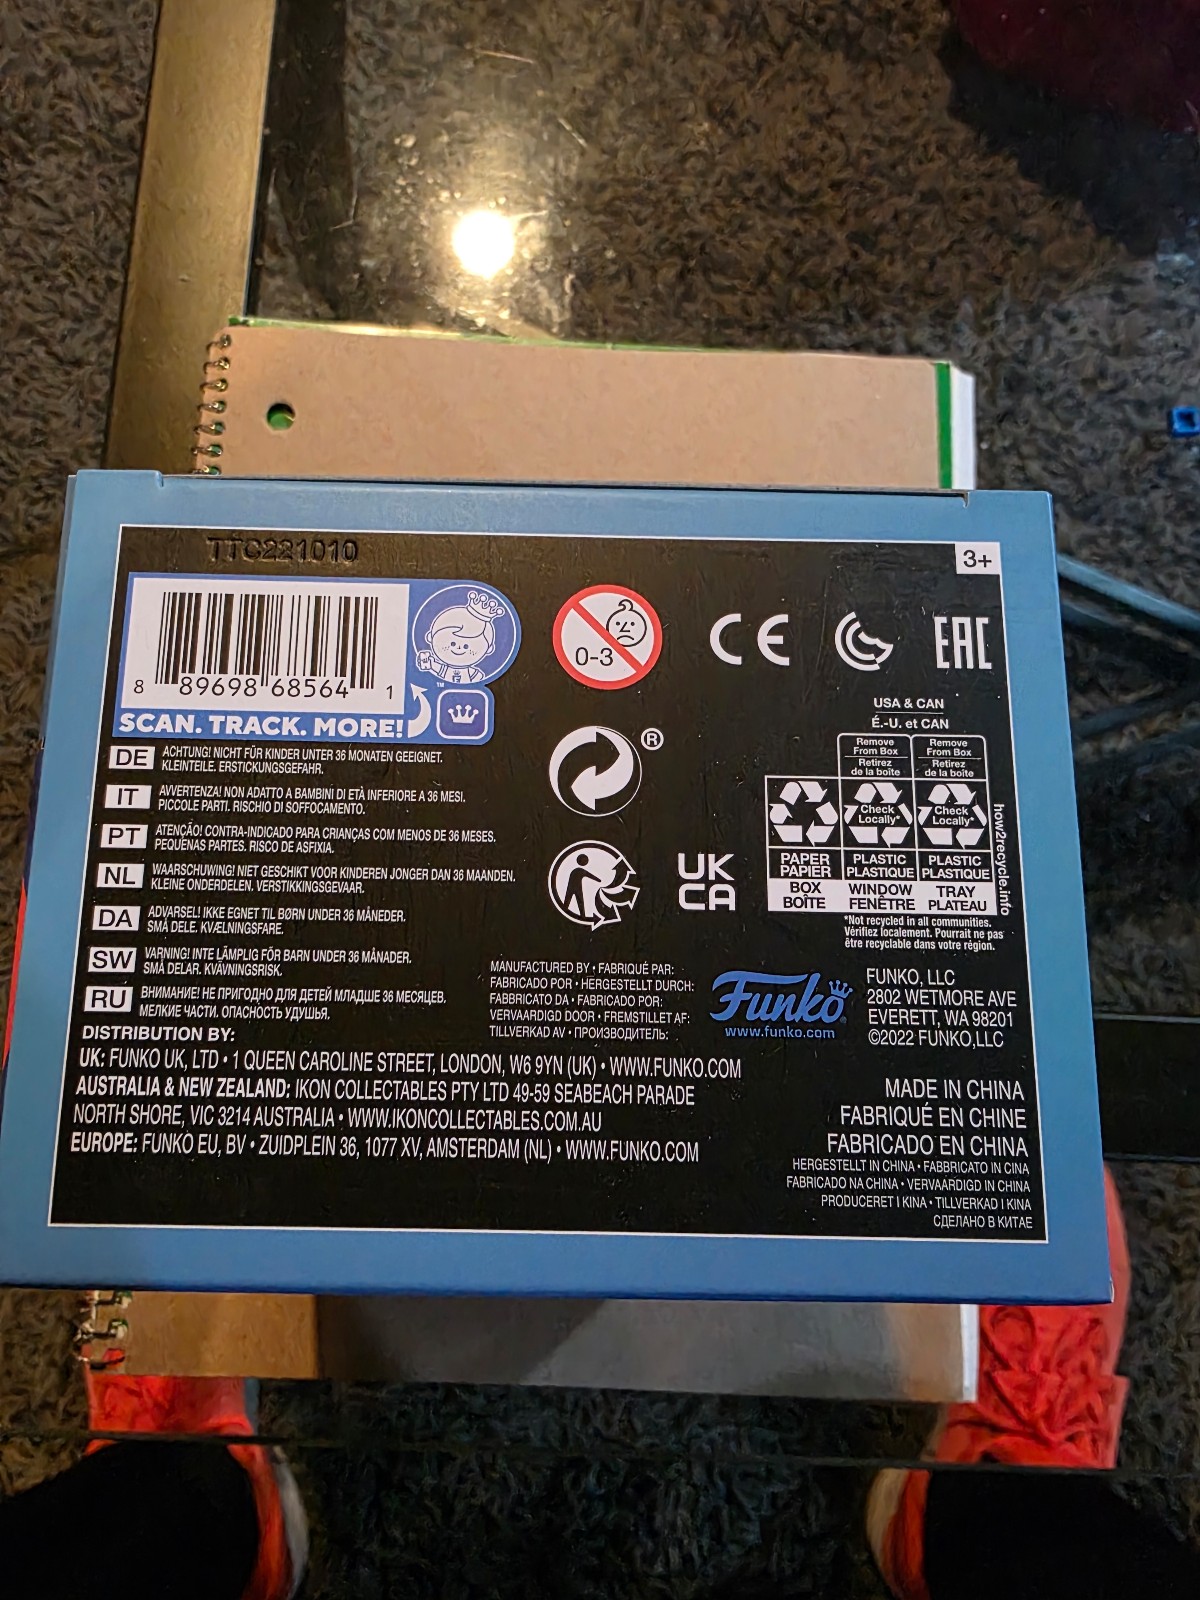 TTC221010
3+
8 89698 68564 1
™
SCAN. TRACK. MORE!
0-3
CE
EAC
DE ACHTUNG! NICHT FÜR KINDER UNTER 36 MONATEN GEEIGNET.
KLEINTEILE. ERSTICKUNGSGEFAHR.
IT AVVERTENZA! NON ADATTO A BAMBINI DI ETÀ INFERIORE A 36 MESI.
PICCOLE PARTI. RISCHIO DI SOFFOCAMENTO.
PT ATENÇÃO! CONTRA-INDICADO PARA CRIANÇAS COM MENOS DE 36 MESES.
PEQUENAS PARTES. RISCO DE ASFIXIA.
NL WAARSCHUWING! NIET GESCHIKT VOOR KINDEREN JONGER DAN 36 MAANDEN.
KLEINE ONDERDELEN. VERSTIKKINGSGEVAAR.
DA ADVARSEL! IKKE EGNET TIL BØRN UNDER 36 MÅNEDER.
SMÅ DELE. KVÆLNINGSFARE.
SW VARNING! INTE LÄMPLIG FÖR BARN UNDER 36 MÅNADER.
SMÅ DELAR. KVÄVNINGSRISK.
RU ВНИМАНИЕ! НЕ ПРИГОДНО ДЛЯ ДЕТЕЙ МЛАДШЕ 36 МЕСЯЦЕВ.
МЕЛКИЕ ЧАСТИ. ОПАСНОСТЬ УДУШЬЯ.
®
UK
CA
USA & CAN
É.-U. et CAN
Remove
From Box
Retirez
de la boîte
Remove
From Box
Retirez
de la boîte
Check
Locally*
Check
Locally*
PAPER
PAPIER
PLASTIC
PLASTIQUE
PLASTIC
PLASTIQUE
BOX
BOÎTE
WINDOW
FENÊTRE
TRAY
PLATEAU
how2recycle.info
*Not recycled in all communities.
Vérifiez localement. Pourrait ne pas
être recyclable dans votre région.
MANUFACTURED BY • FABRIQUÉ PAR:
FABRICADO POR • HERGESTELLT DURCH:
FABBRICATO DA • FABRICADO POR:
VERVAARDIGD DOOR • FREMSTILLET AF:
TILLVERKAD AV • ПРОИЗВОДИТЕЛЬ:
Funko
www.funko.com
FUNKO, LLC
2802 WETMORE AVE
EVERETT, WA 98201
©2022 FUNKO,LLC
DISTRIBUTION BY:
UK: FUNKO UK, LTD • 1 QUEEN CAROLINE STREET, LONDON, W6 9YN (UK) • WWW.FUNKO.COM
AUSTRALIA & NEW ZEALAND: IKON COLLECTABLES PTY LTD 49-59 SEABEACH PARADE
NORTH SHORE, VIC 3214 AUSTRALIA • WWW.IKONCOLLECTABLES.COM.AU
EUROPE: FUNKO EU, BV • ZUIDPLEIN 36, 1077 XV, AMSTERDAM (NL) • WWW.FUNKO.COM
MADE IN CHINA
FABRIQUÉ EN CHINE
FABRICADO EN CHINA
HERGESTELLT IN CHINA • FABBRICATO IN CINA
FABRICADO NA CHINA • VERVAARDIGD IN CHINA
PRODUCERET I KINA • TILLVERKAD I KINA
СДЕЛАНО В КИТАЕ